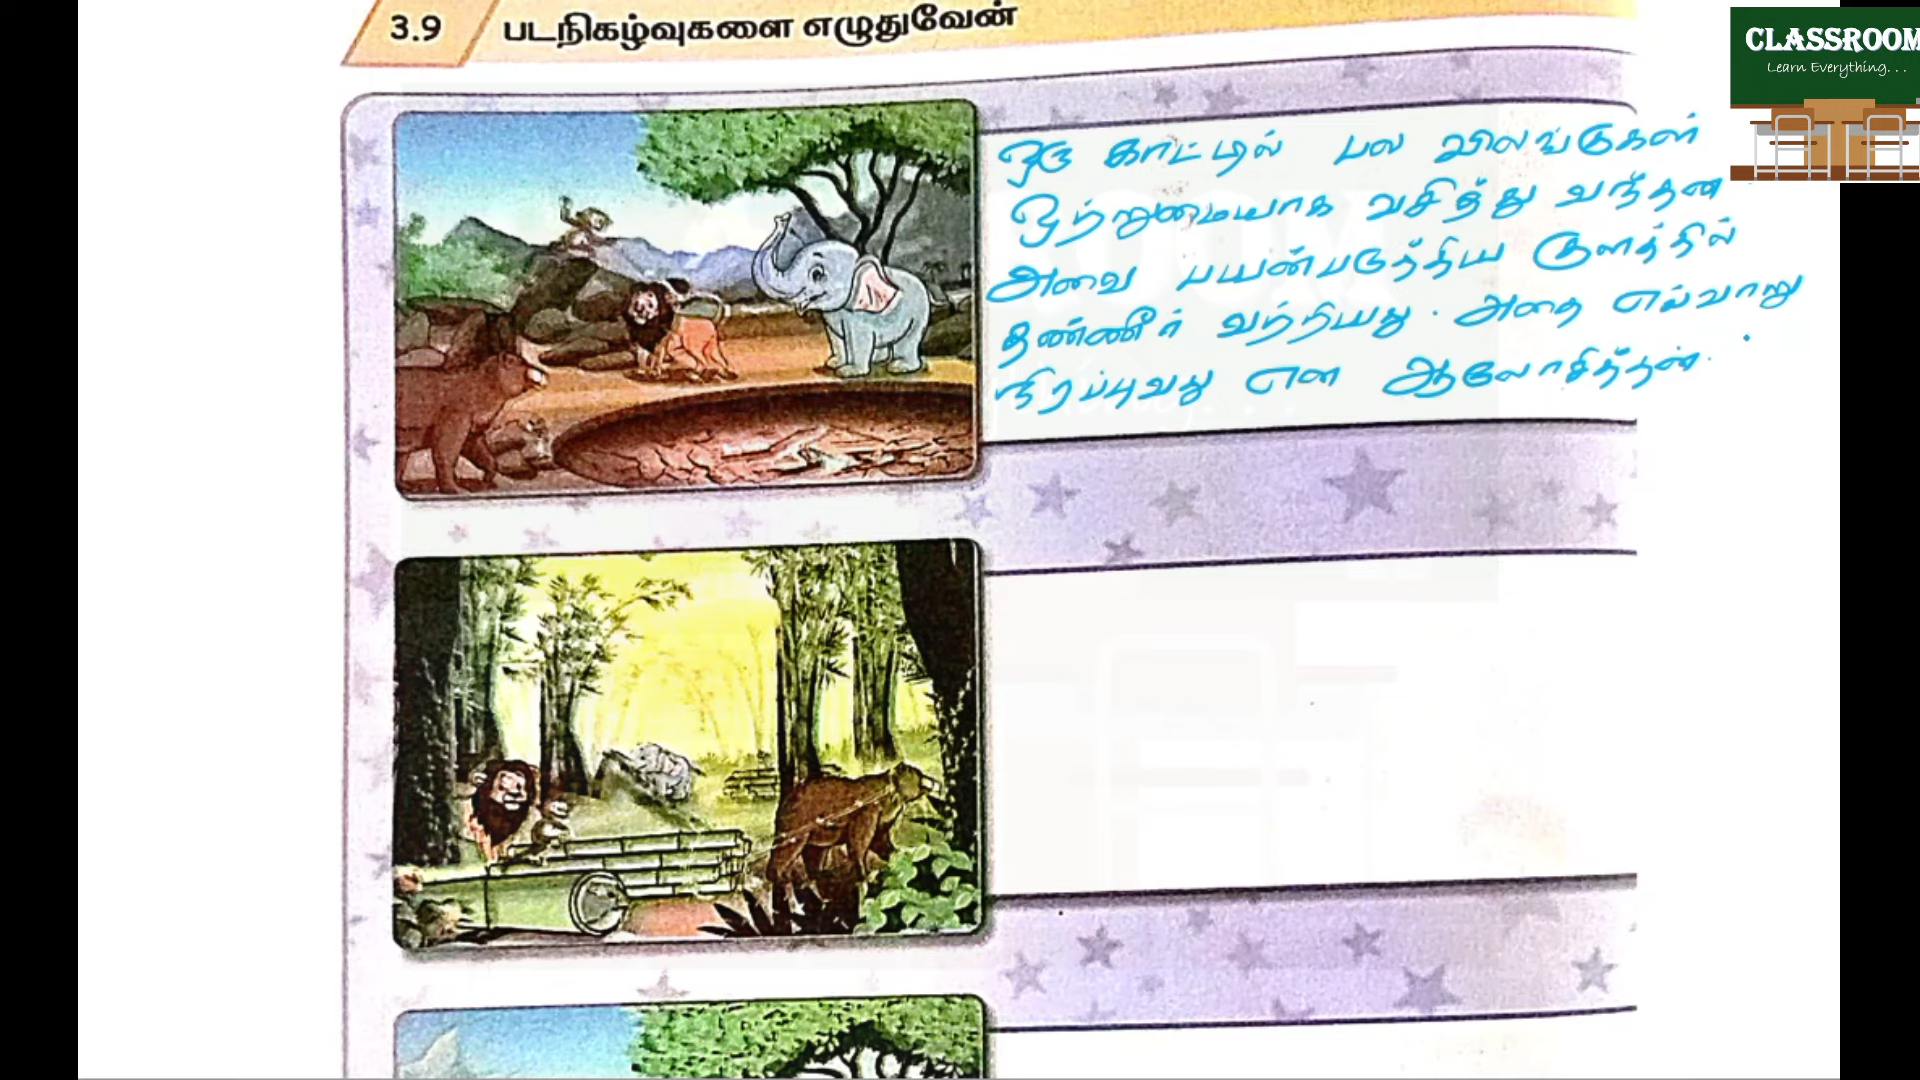 3.9 படநிகழ்வுகளை எழுதுவேன்
CLASSROOM
Learn Everything. . .
ஒரு காட்டில் பல விலங்குகள்
ஒற்றுமையாக வசித்து வந்தன
அவை பயன்படுத்திய குளத்தில்
தண்ணீர் வற்றியது. அதை எவ்வாறு
நிரப்புவது என ஆலோசித்தன.